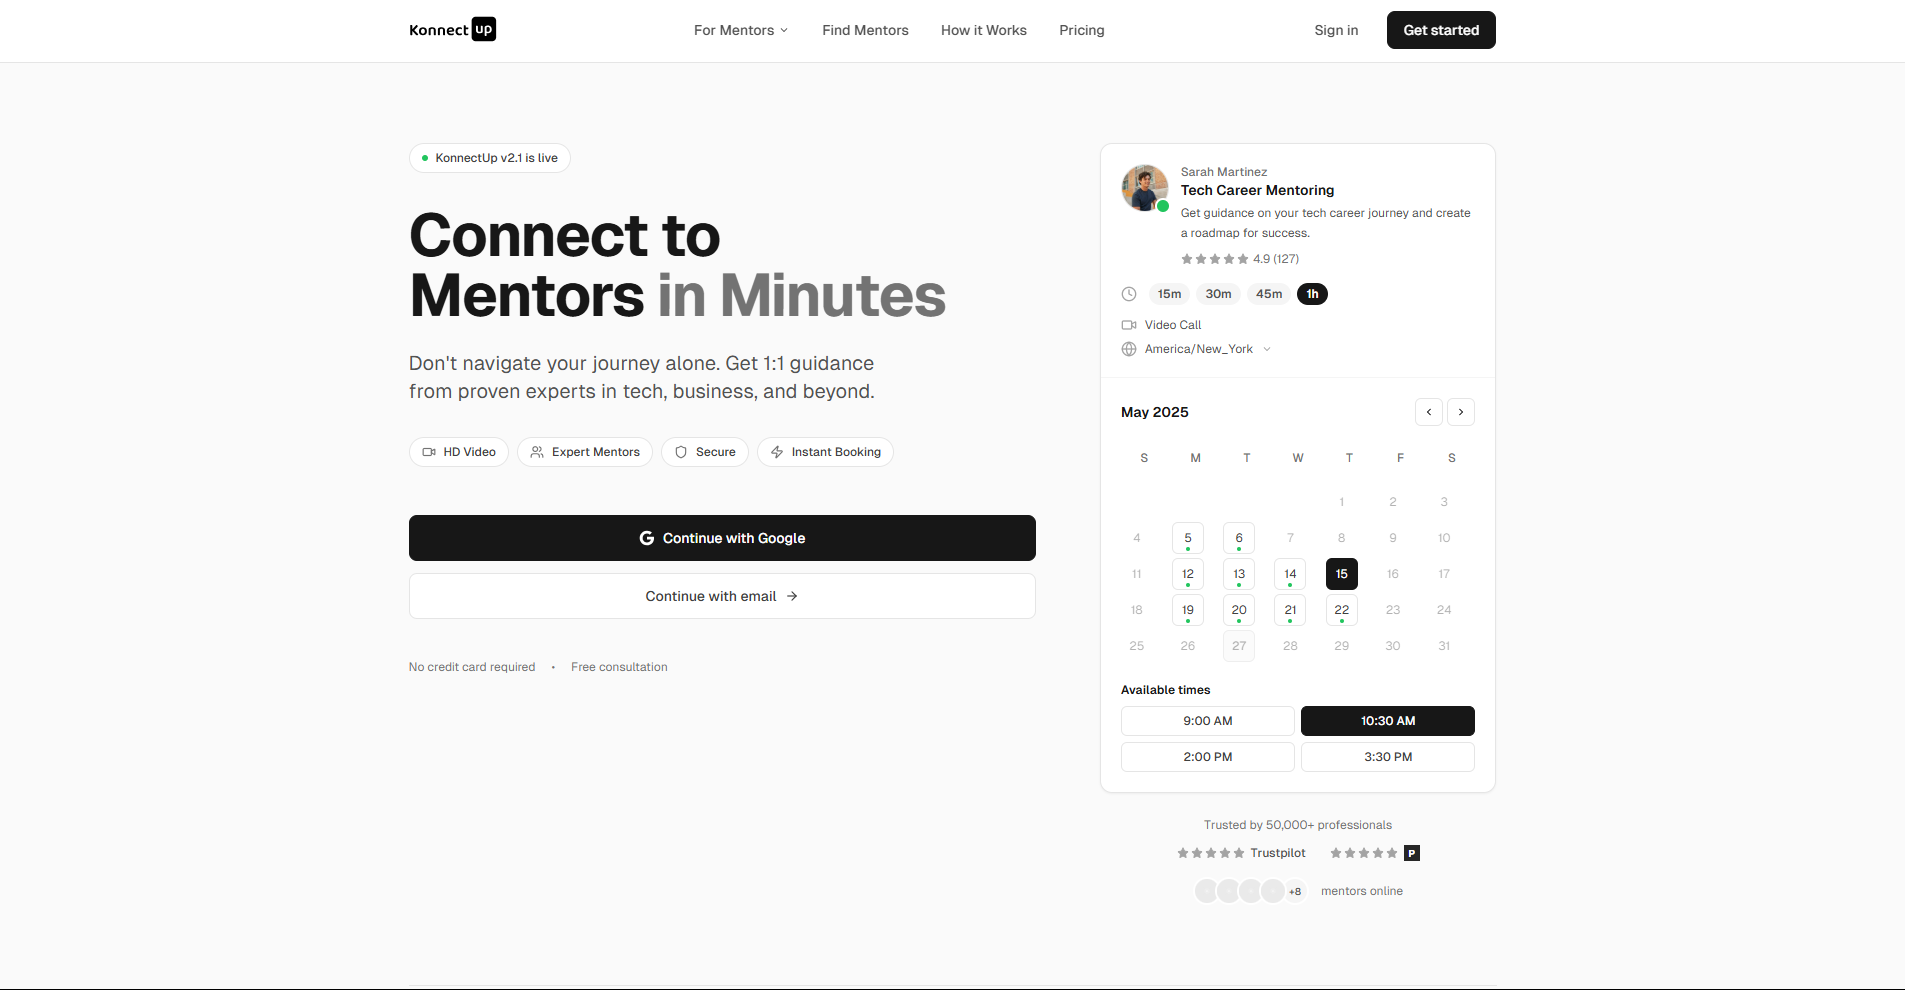 Konnect up
For Mentors
Find Mentors
How it Works
Pricing
Sign in
Get started
KonnectUp v2.1 is live
Connect to
Mentors in Minutes
Don't navigate your journey alone. Get 1:1 guidance
from proven experts in tech, business, and beyond.
HD Video
Expert Mentors
Secure
Instant Booking
Continue with Google
Continue with email
No credit card required • Free consultation
Sarah Martinez
Tech Career Mentoring
Get guidance on your tech career journey and create
a roadmap for success.
4.9 (127)
15m 30m 45m 1h
Video Call
America/New_York
May 2025
S M T W T F S
1 2 3
4 5 6 7 8 9 10
11 12 13 14 15 16 17
18 19 20 21 22 23 24
25 26 27 28 29 30 31
Available times
9:00 AM 10:30 AM
2:00 PM 3:30 PM
Trusted by 50,000+ professionals
Trustpilot P
+8 mentors online